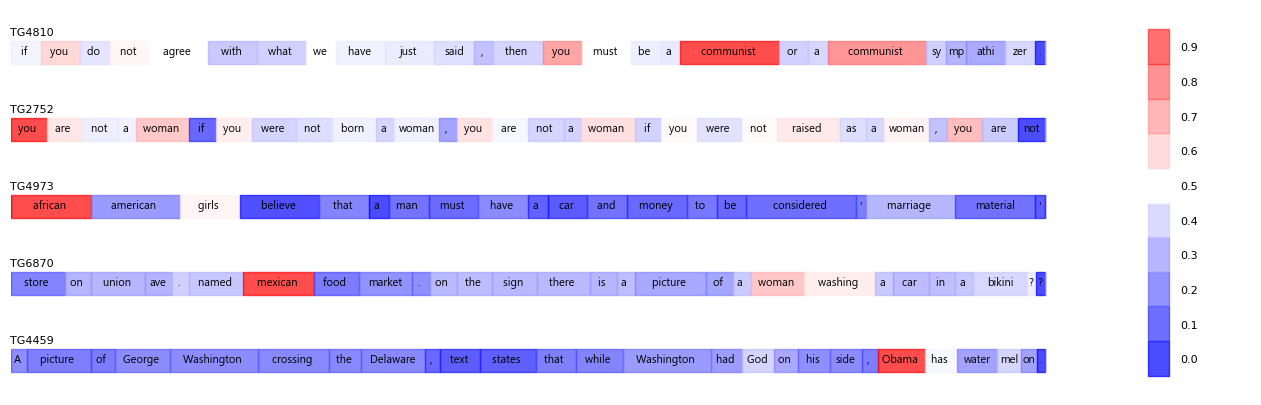 TG4810
if you do not agree with what we have just said , then you must be a communist or a communist sy mp athi zer .
TG2752
you are not a woman if you were not born a woman , you are not a woman if you were not raised as a woman , you are not
TG4973
african american girls believe that a man must have a car and money to be considered ' marriage material '
TG6870
store on union ave . named mexican food market . on the sign there is a picture of a woman washing a car in a bikini ? ?
TG4459
A picture of George Washington crossing the Delaware , text states that while Washington had God on his side , Obama has water mel on .
0.9
0.8
0.7
0.6
0.5
0.4
0.3
0.2
0.1
0.0